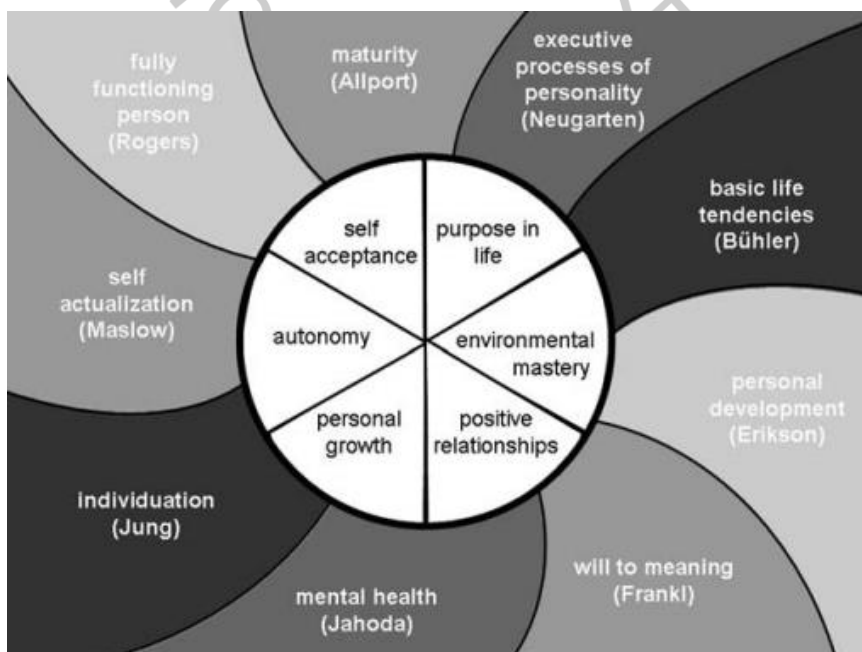 fully
functioning
person
(Rogers)
maturity
(Allport)
executive
processes of
personality
(Neugarten)
basic life
tendencies
(Bühler)
personal
development
(Erikson)
will to meaning
(Frankl)
mental health
(Jahoda)
individuation
(Jung)
self
actualization
(Maslow)
self
acceptance
purpose in
life
environmental
mastery
positive
relationships
personal
growth
autonomy